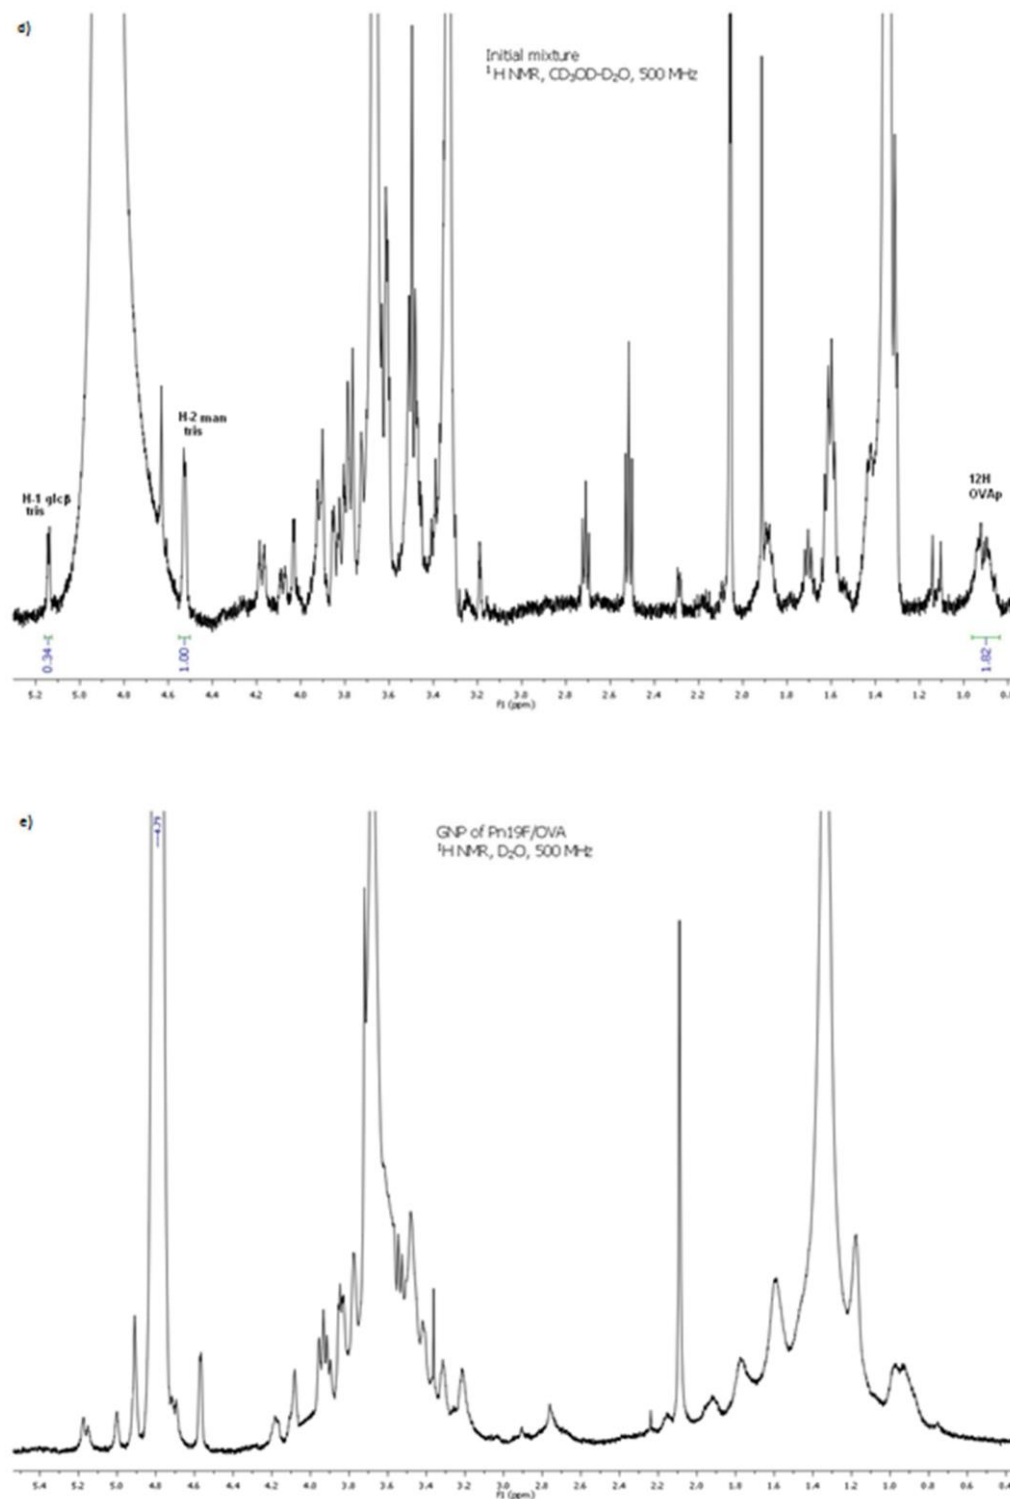 d)
Initial mixture
¹H NMR, CD₃OD-D₂O, 500 MHz
H-2 man
tris
H-1 glcβ
tris
12H
OVAp
0.34
1.00
1.82
5.2 5.0 4.8 4.6 4.4 4.2 4.0 3.8 3.6 3.4 3.2 3.0 2.8 2.6 2.4 2.2 2.0 1.8 1.6 1.4 1.2 1.0 0.8
f1 (ppm)
e)
4.79
GNP of Pn19F/OVA
¹H NMR, D₂O, 500 MHz
5.4 5.2 5.0 4.8 4.6 4.4 4.2 4.0 3.8 3.6 3.4 3.2 3.0 2.8 2.6 2.4 2.2 2.0 1.8 1.6 1.4 1.2 1.0 0.8 0.6 0.4
f1 (ppm)